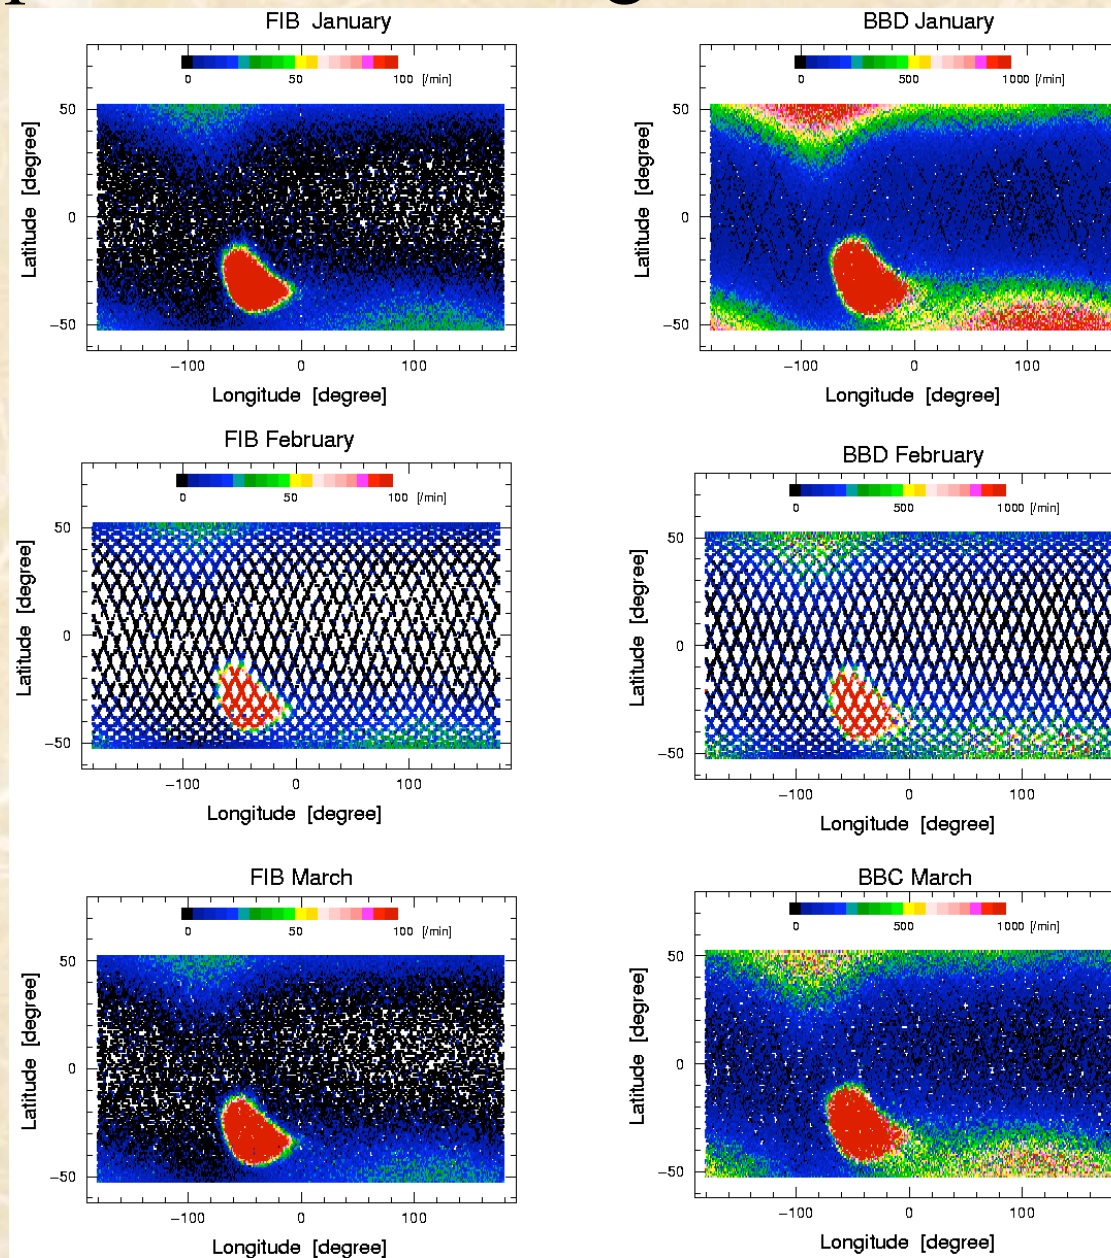 FIB January
0 50 100 [/min]
50
0
−50
−100 0 100
Latitude [degree]
Longitude [degree]
BBD January
0 500 1000 [/min]
50
0
−50
−100 0 100
Latitude [degree]
Longitude [degree]
FIB February
0 50 100 [/min]
50
0
−50
−100 0 100
Latitude [degree]
Longitude [degree]
BBD February
0 500 1000 [/min]
50
0
−50
−100 0 100
Latitude [degree]
Longitude [degree]
FIB March
0 50 100 [/min]
50
0
−50
−100 0 100
Latitude [degree]
Longitude [degree]
BBC March
0 500 1000 [/min]
50
0
−50
−100 0 100
Latitude [degree]
Longitude [degree]